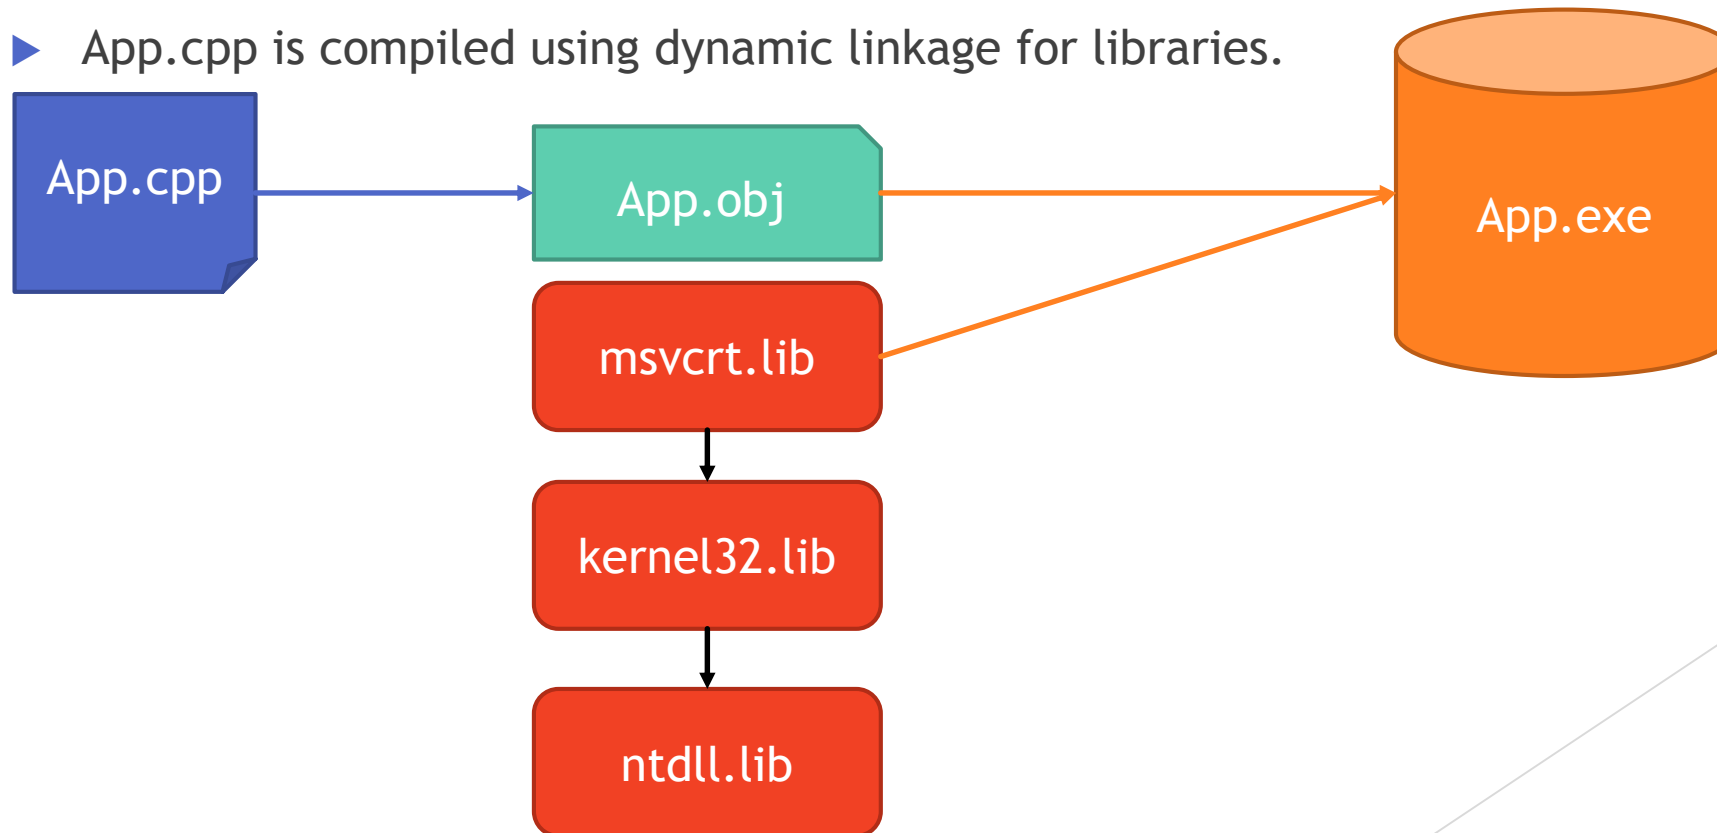 App.cpp is compiled using dynamic linkage for libraries.
App.cpp
App.obj
App.exe
msvcrt.lib
kernel32.lib
ntdll.lib